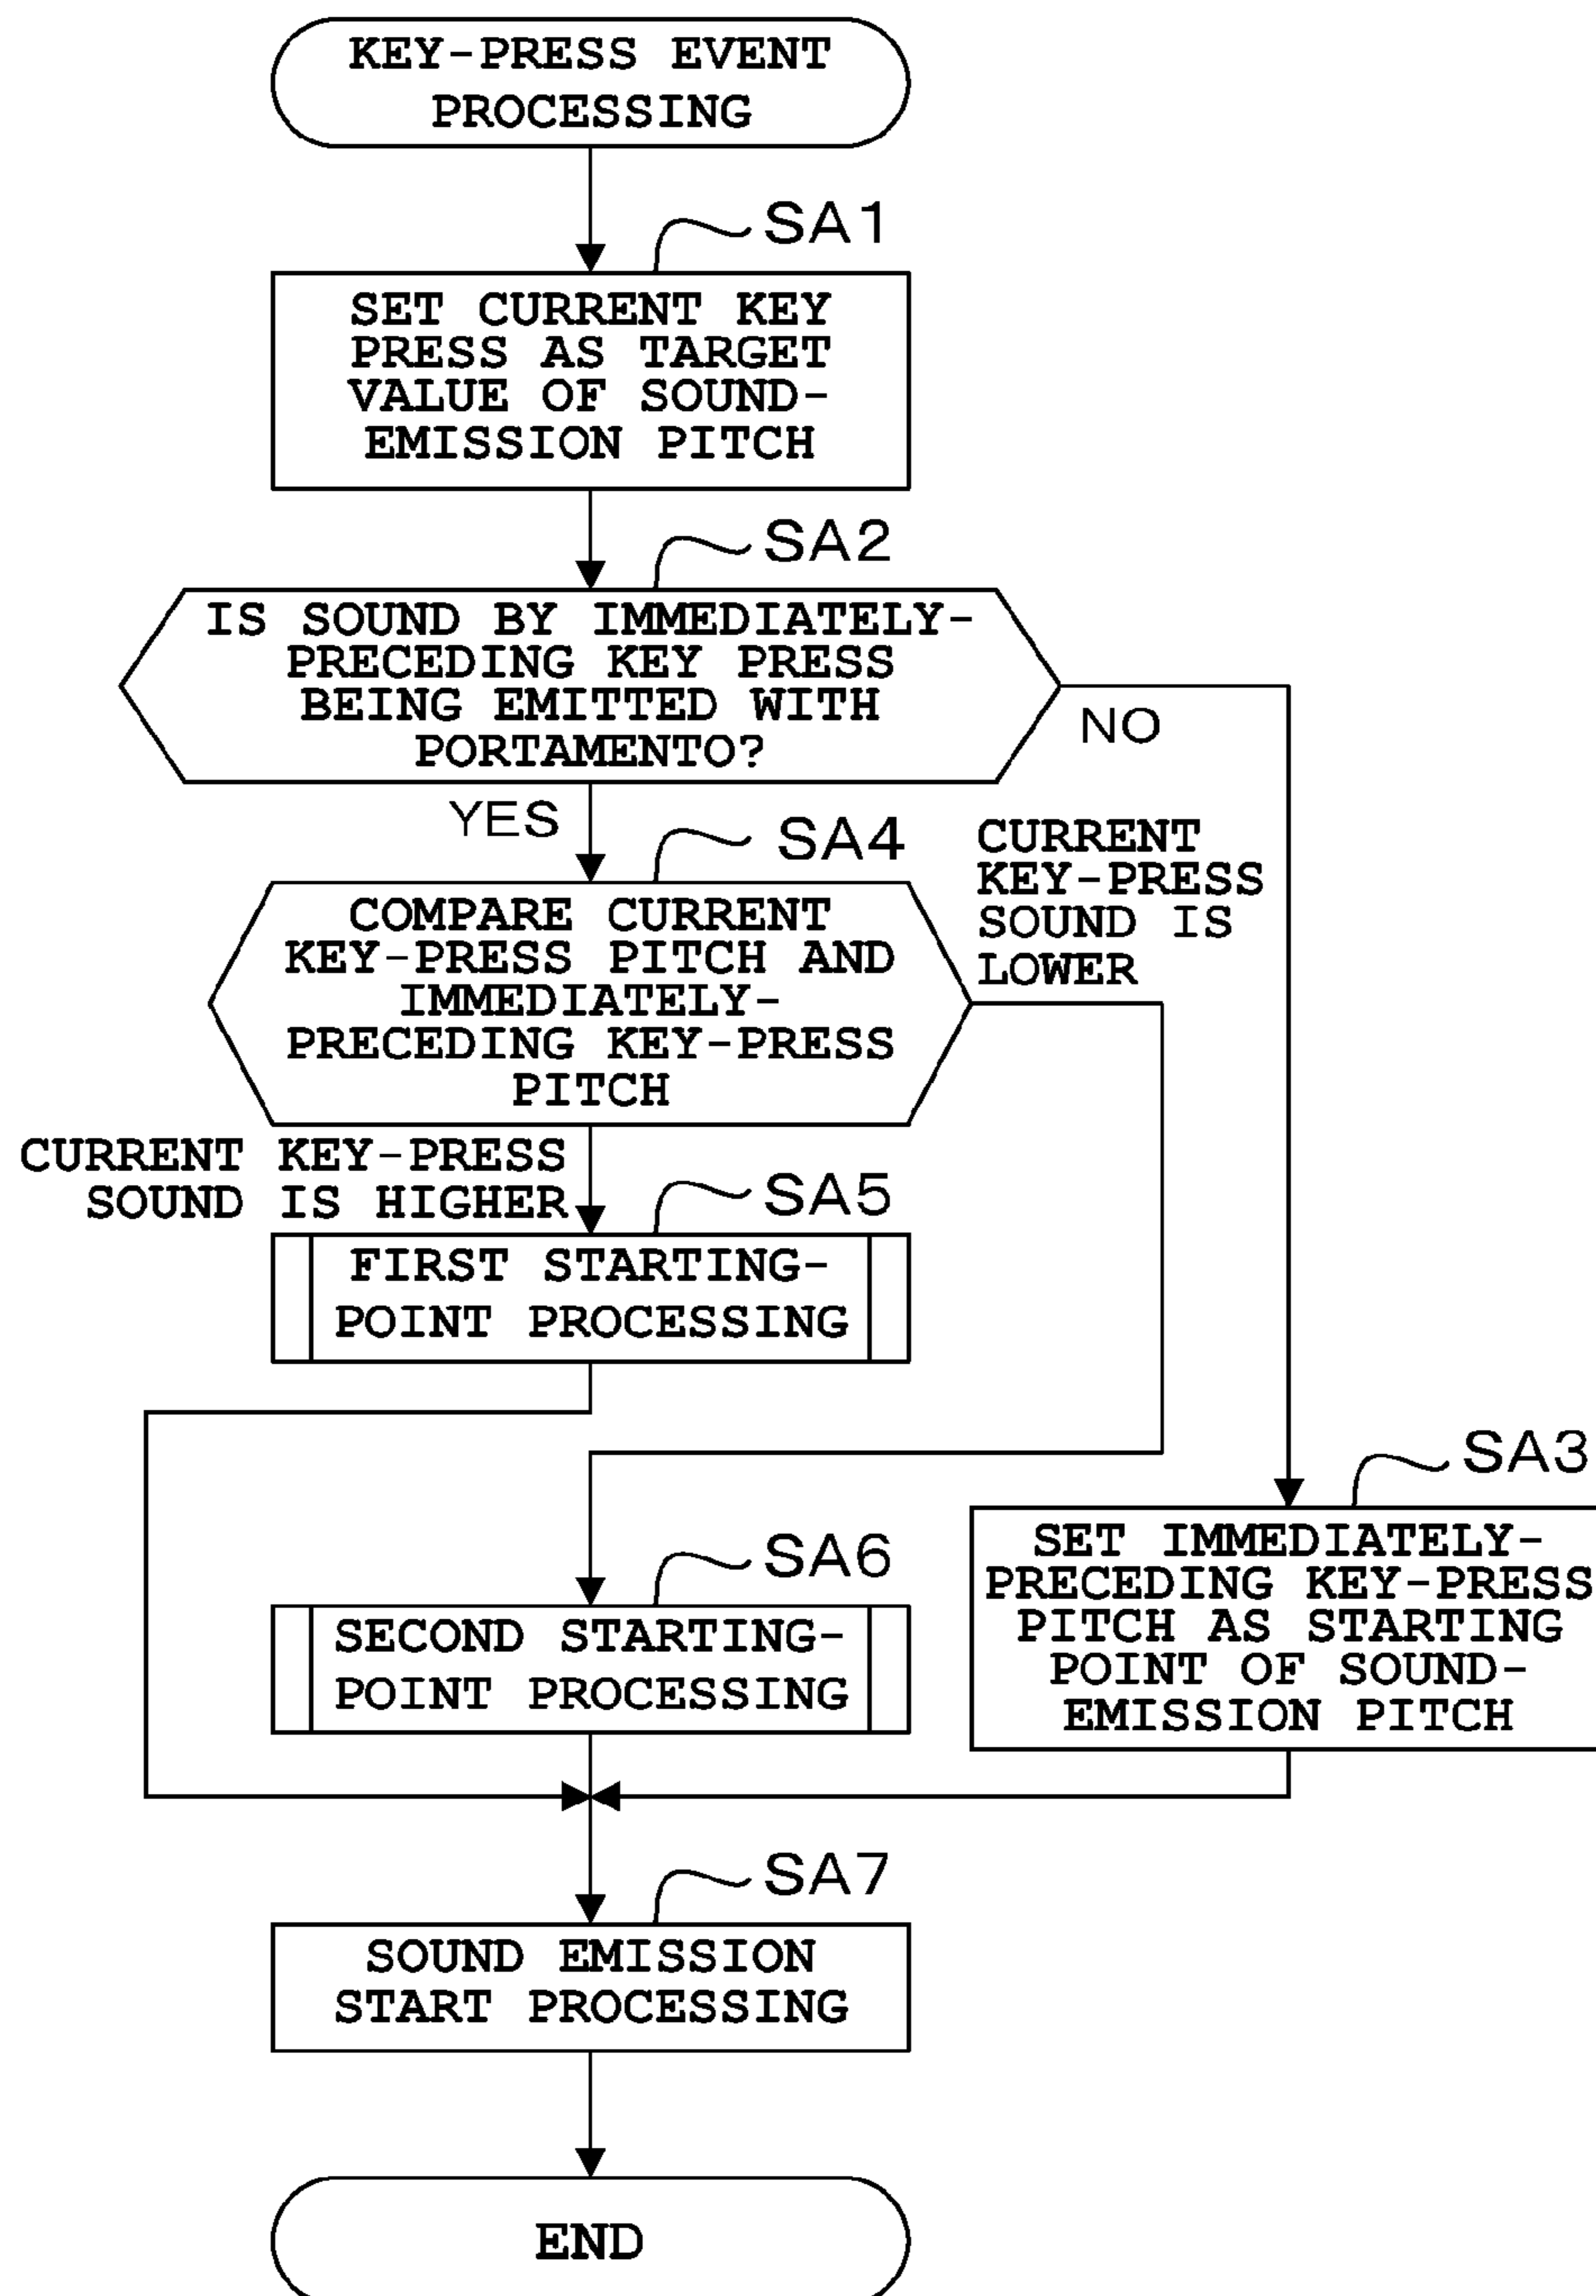 KEY-PRESS EVENT
PROCESSING
SA1
SET CURRENT KEY
PRESS AS TARGET
VALUE OF SOUND-
EMISSION PITCH
SA2
IS SOUND BY IMMEDIATELY-
PRECEDING KEY PRESS
BEING EMITTED WITH
PORTAMENTO?
NO
YES
SA4
CURRENT
KEY-PRESS
SOUND IS
LOWER
COMPARE CURRENT
KEY-PRESS PITCH AND
IMMEDIATELY-
PRECEDING KEY-PRESS
PITCH
CURRENT KEY-PRESS
SOUND IS HIGHER
SA5
FIRST STARTING-
POINT PROCESSING
SA3
SET IMMEDIATELY-
PRECEDING KEY-PRESS
PITCH AS STARTING
POINT OF SOUND-
EMISSION PITCH
SA6
SECOND STARTING-
POINT PROCESSING
SA7
SOUND EMISSION
START PROCESSING
END